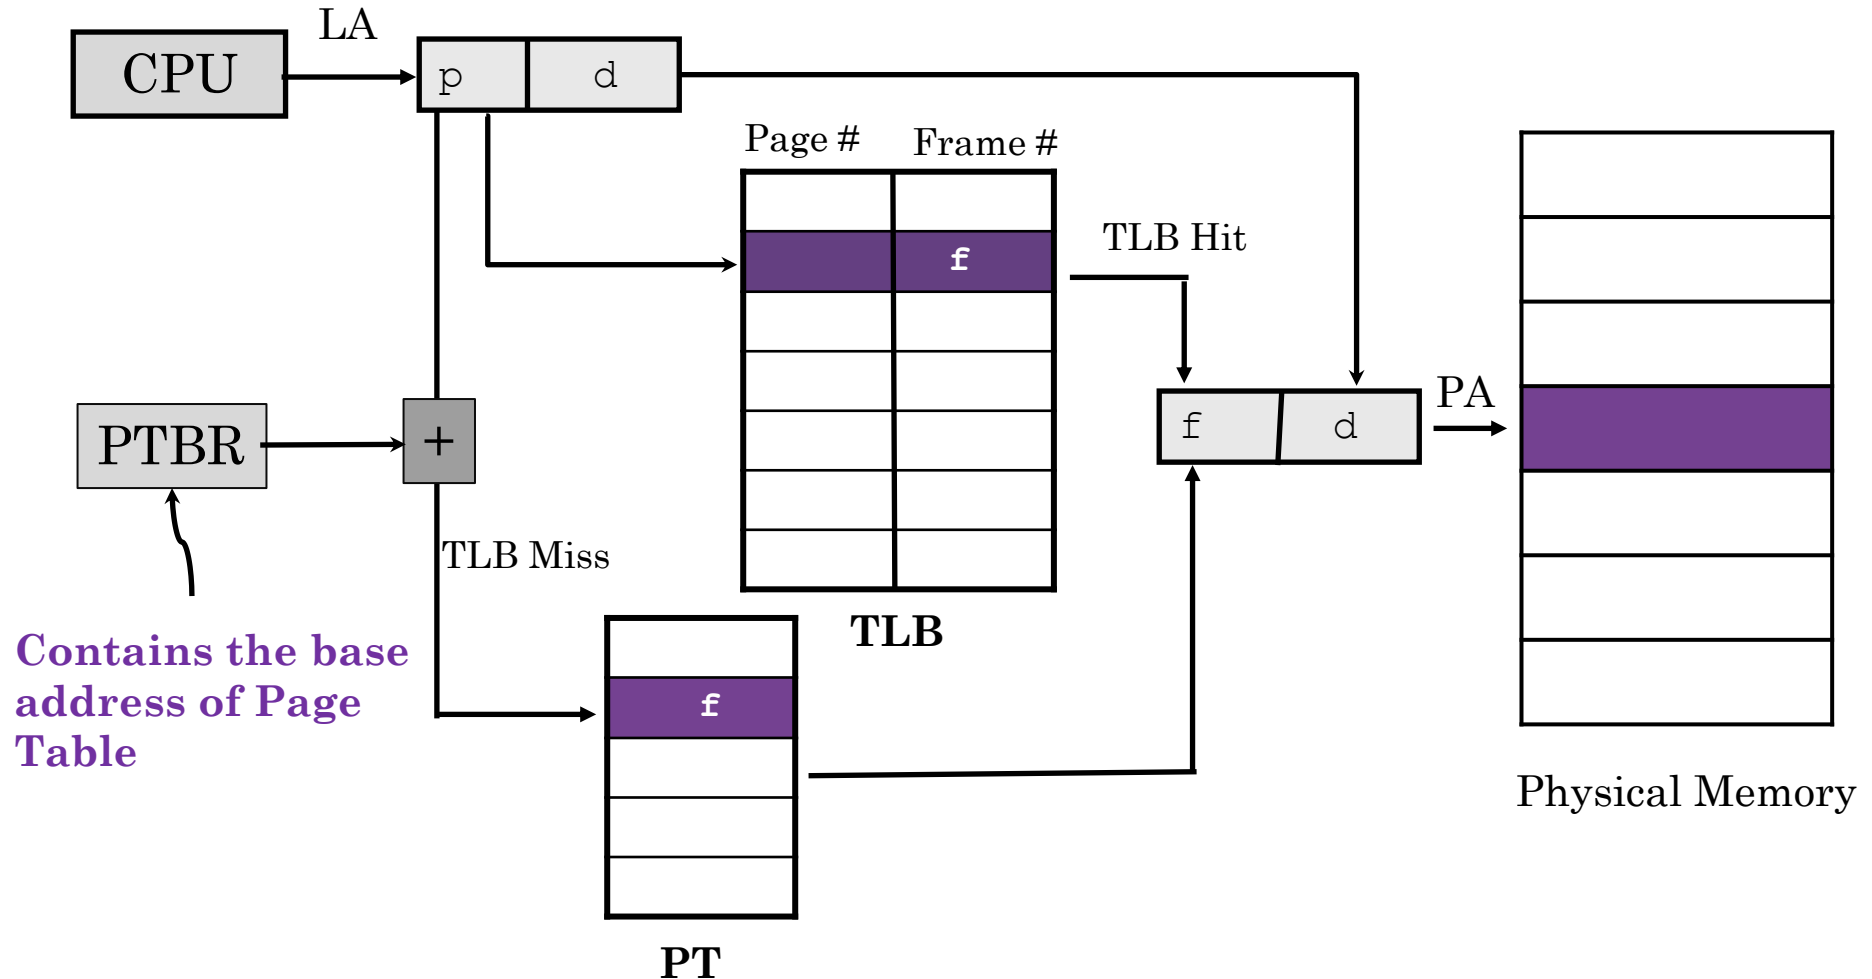 LA
CPU
p
d
Page #
Frame #
f
TLB Hit
PTBR
+
f
d
PA
TLB Miss
TLB
Contains the base
address of Page
Table
f
Physical Memory
PT